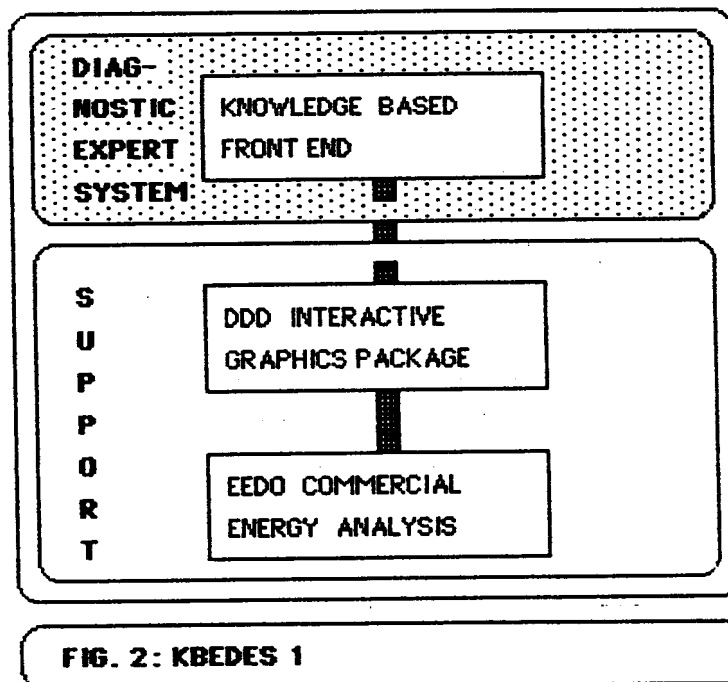 DIAG-
NOSTIC
EXPERT
SYSTEM
KNOWLEDGE BASED
FRONT END
S
U
P
P
O
R
T
DDD INTERACTIVE
GRAPHICS PACKAGE
EEDO COMMERCIAL
ENERGY ANALYSIS
FIG. 2: KBEDES 1